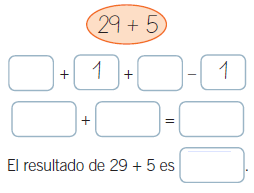 29 + 5
+ 1 + – 1
+ =
El resultado de 29 + 5 es .